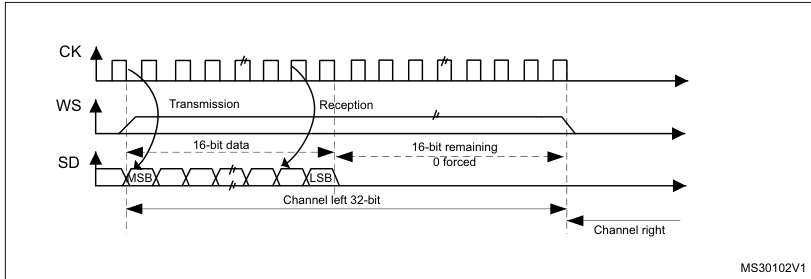 CK
Transmission
Reception
WS
16-bit data
16-bit remaining
0 forced
SD
MSB
LSB
Channel left 32-bit
Channel right
MS30102V1